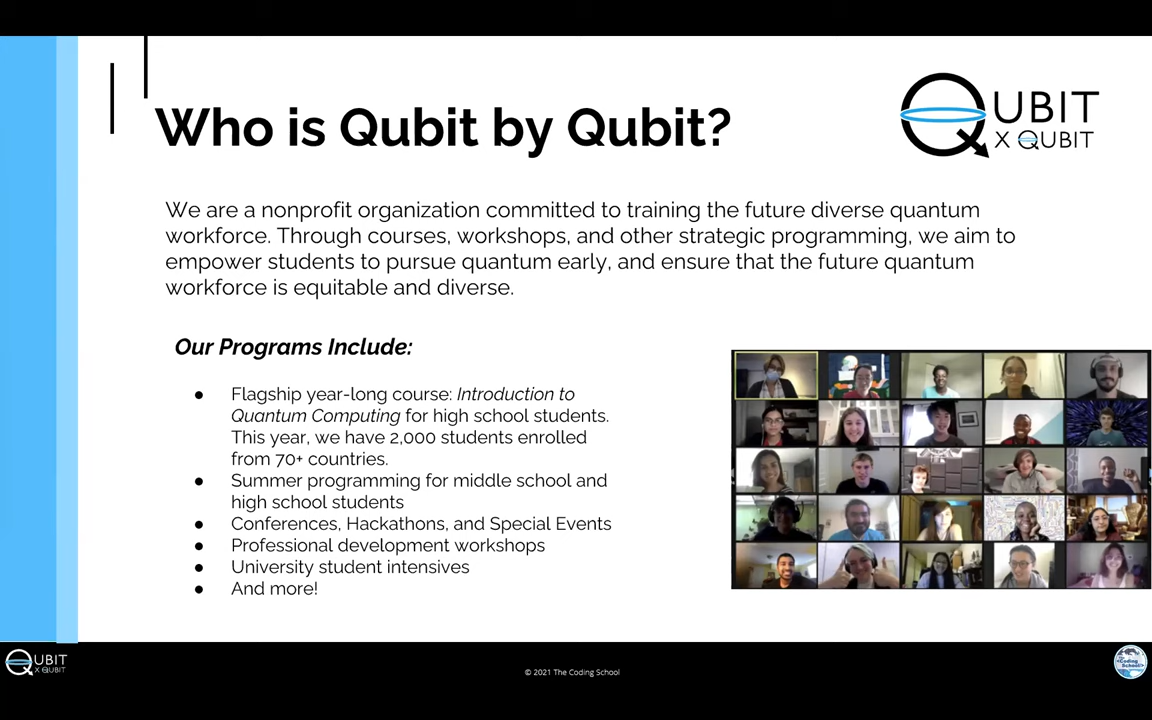 Who is Qubit by Qubit?
QUBIT
X QUBIT
We are a nonprofit organization committed to training the future diverse quantum
workforce. Through courses, workshops, and other strategic programming, we aim to
empower students to pursue quantum early, and ensure that the future quantum
workforce is equitable and diverse.
Our Programs Include:
● Flagship year-long course: Introduction to
Quantum Computing for high school students.
This year, we have 2,000 students enrolled
from 70+ countries.
● Summer programming for middle school and
high school students
● Conferences, Hackathons, and Special Events
● Professional development workshops
● University student intensives
● And more!
QUBIT
X QUBIT
© 2021 The Coding School
The
<Coding
School/>